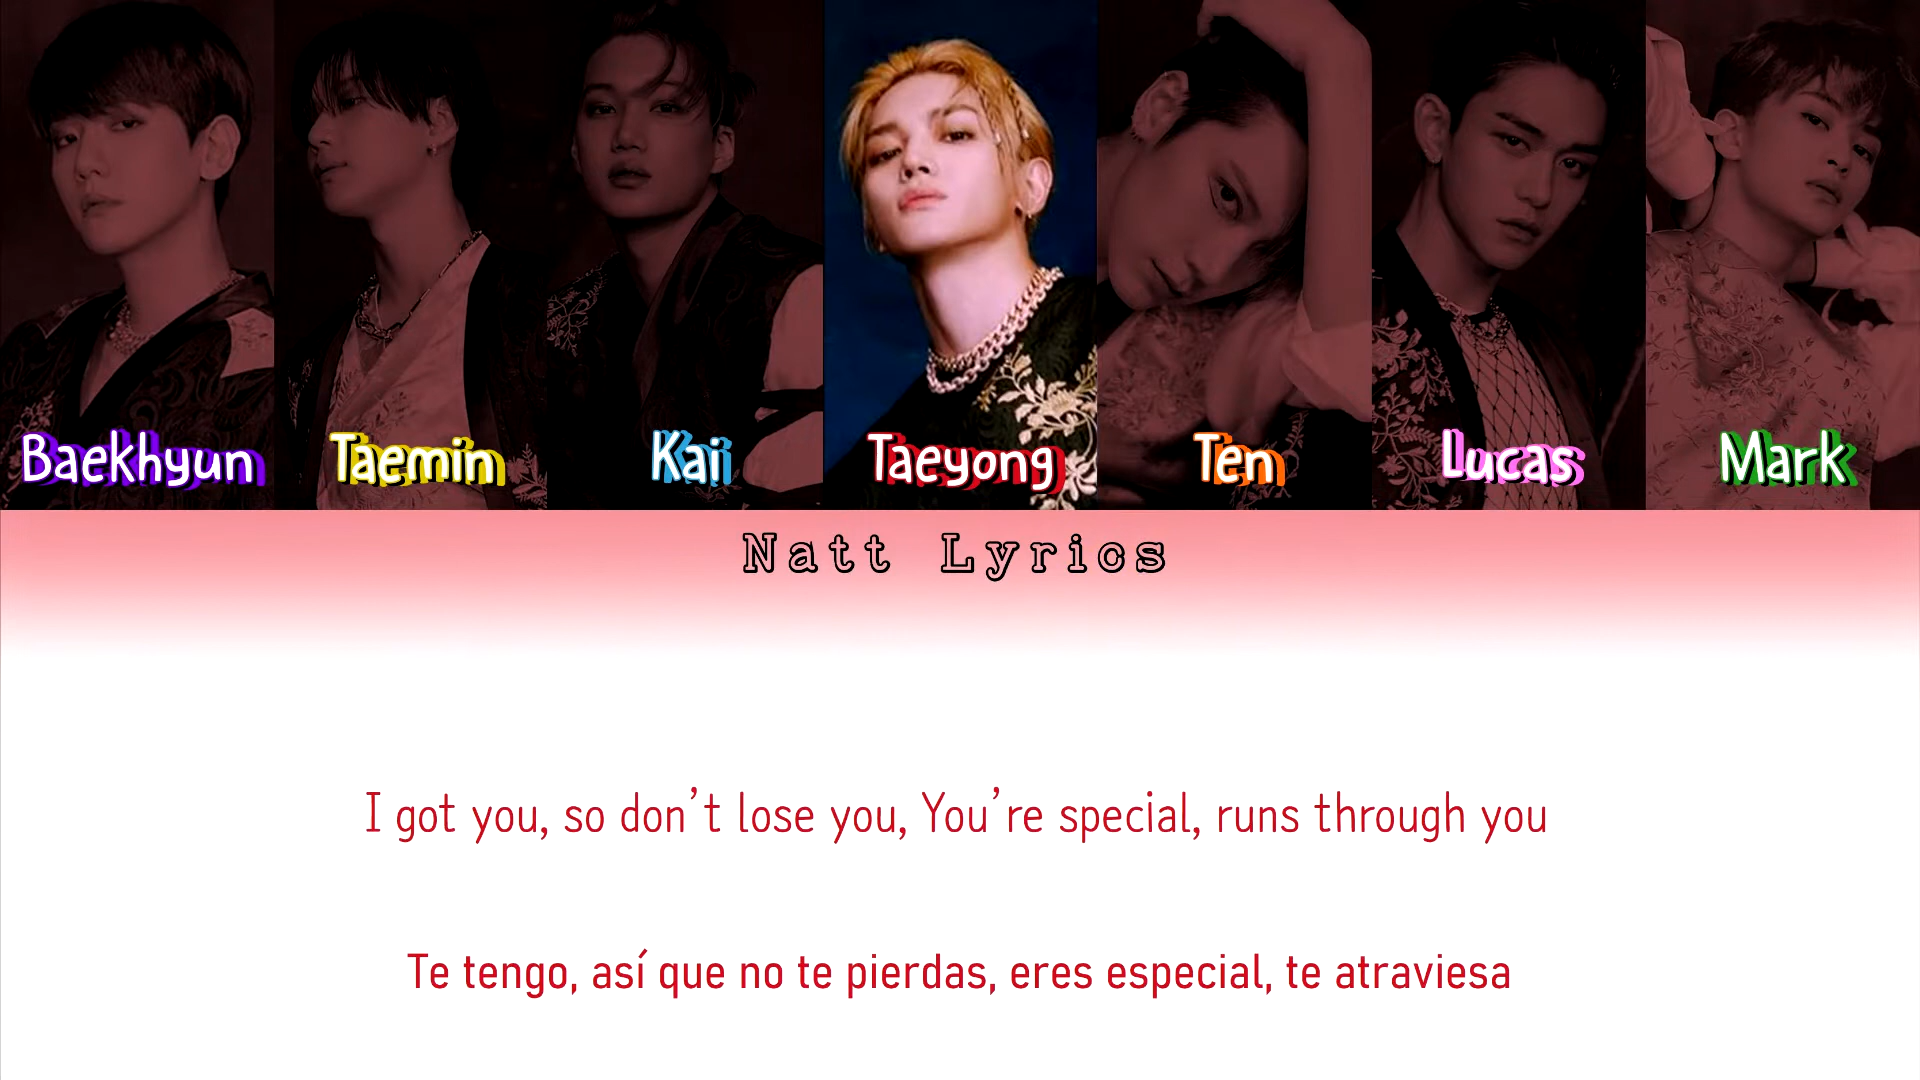 Baekhyun Taemin Kai Taeyong Ten Lucas Mark
Natt Lyrics
I got you, so don't lose you, You're special, runs through you
Te tengo, así que no te pierdas, eres especial, te atraviesa